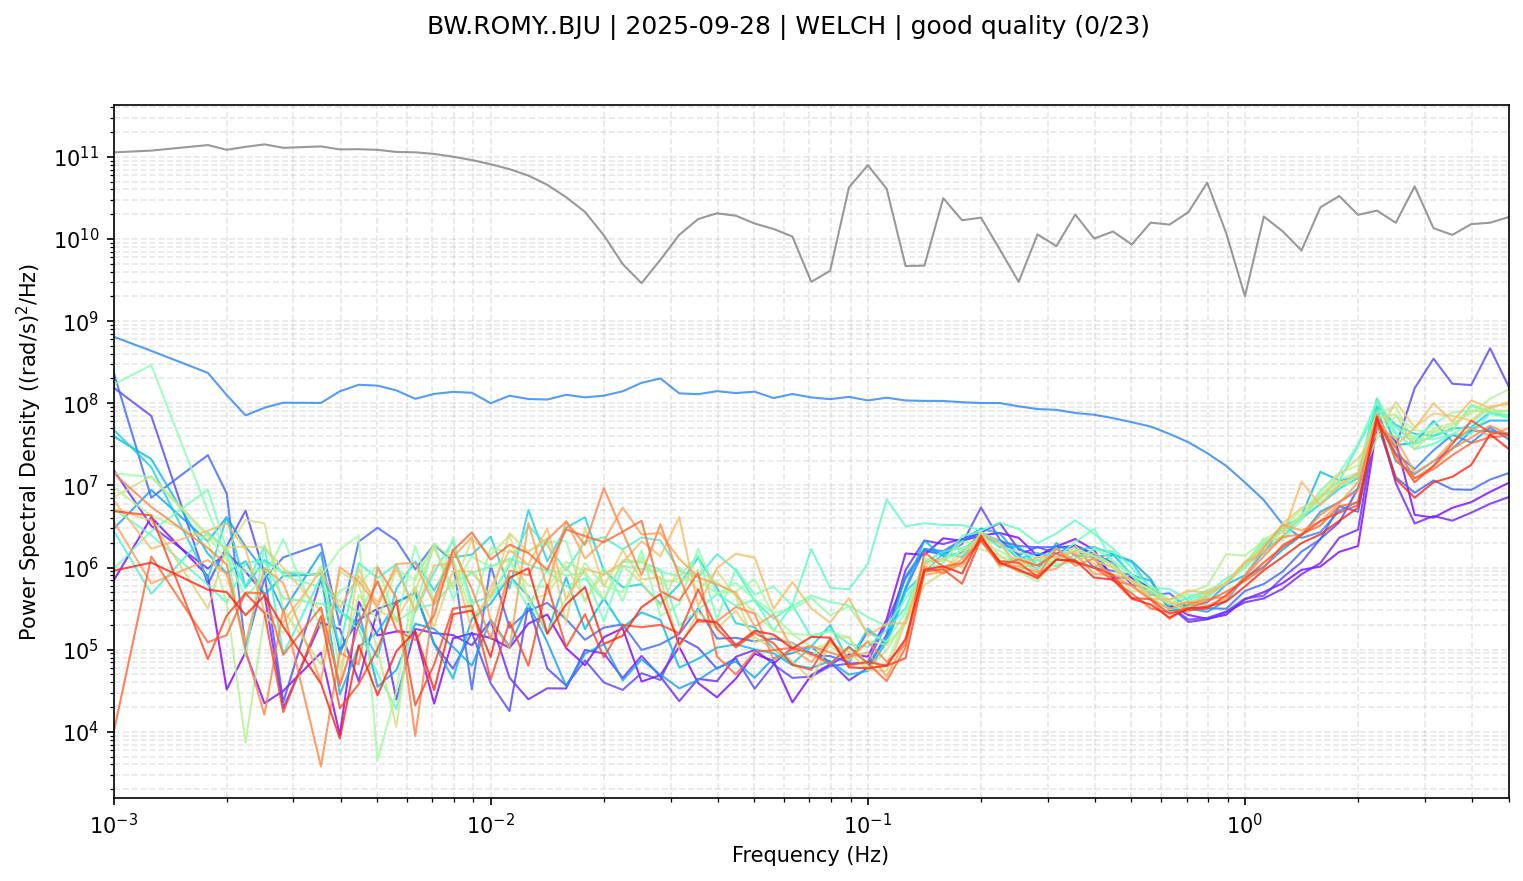 BW.ROMY..BJU | 2025-09-28 | WELCH | good quality (0/23)
Power Spectral Density ((rad/s)²/Hz)
10¹¹
10¹⁰
10⁹
10⁸
10⁷
10⁶
10⁵
10⁴
10⁻³ 10⁻² 10⁻¹ 10⁰
Frequency (Hz)